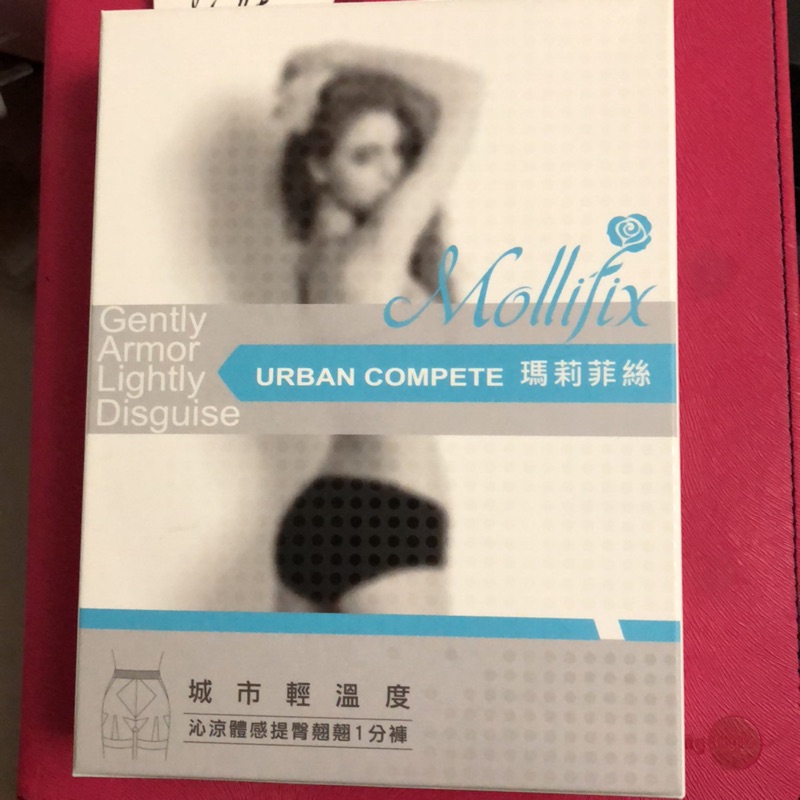 Mollifix
Gently
Armor
Lightly
Disguise
URBAN COMPETE 瑪莉菲絲
城市輕溫度
沁涼體感提臀翹翹1分褲